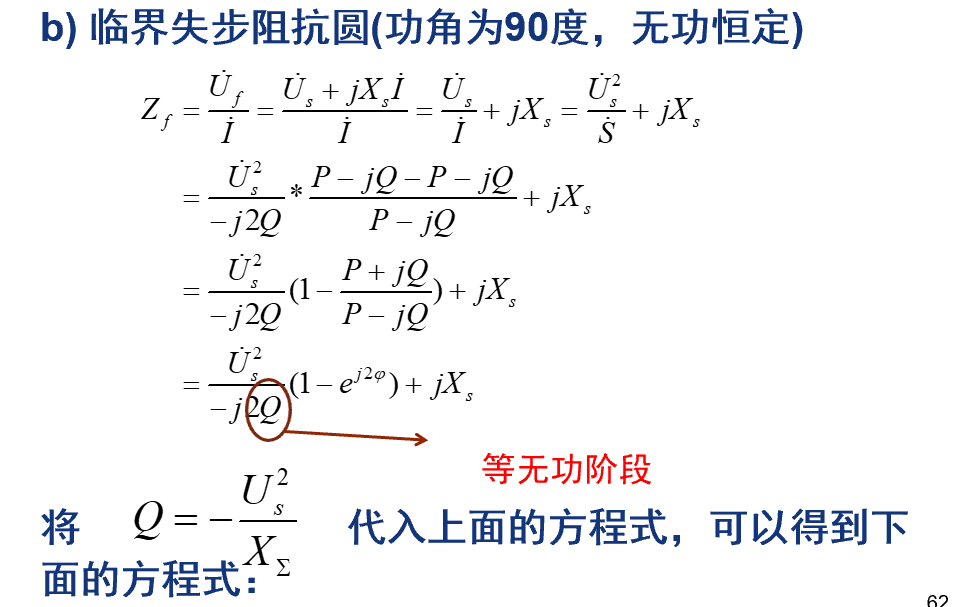 b) 临界失步阻抗圆(功角为90度，无功恒定)
Z_f = \frac{\dot{U}_f}{\dot{I}} = \frac{\dot{U}_s + jX_s\dot{I}}{\dot{I}} = \frac{\dot{U}_s}{\dot{I}} + jX_s = \frac{\dot{U}_s^2}{\dot{S}} + jX_s
= \frac{\dot{U}_s^2}{-j2Q} * \frac{P - jQ - P - jQ}{P - jQ} + jX_s
= \frac{\dot{U}_s^2}{-j2Q}(1 - \frac{P + jQ}{P - jQ}) + jX_s
= \frac{\dot{U}_s^2}{-j2Q}(1 - e^{j2φ}) + jX_s
等无功阶段
将 Q = -\frac{U_s^2}{X_Σ} 代入上面的方程式，可以得到下
面的方程式：
62